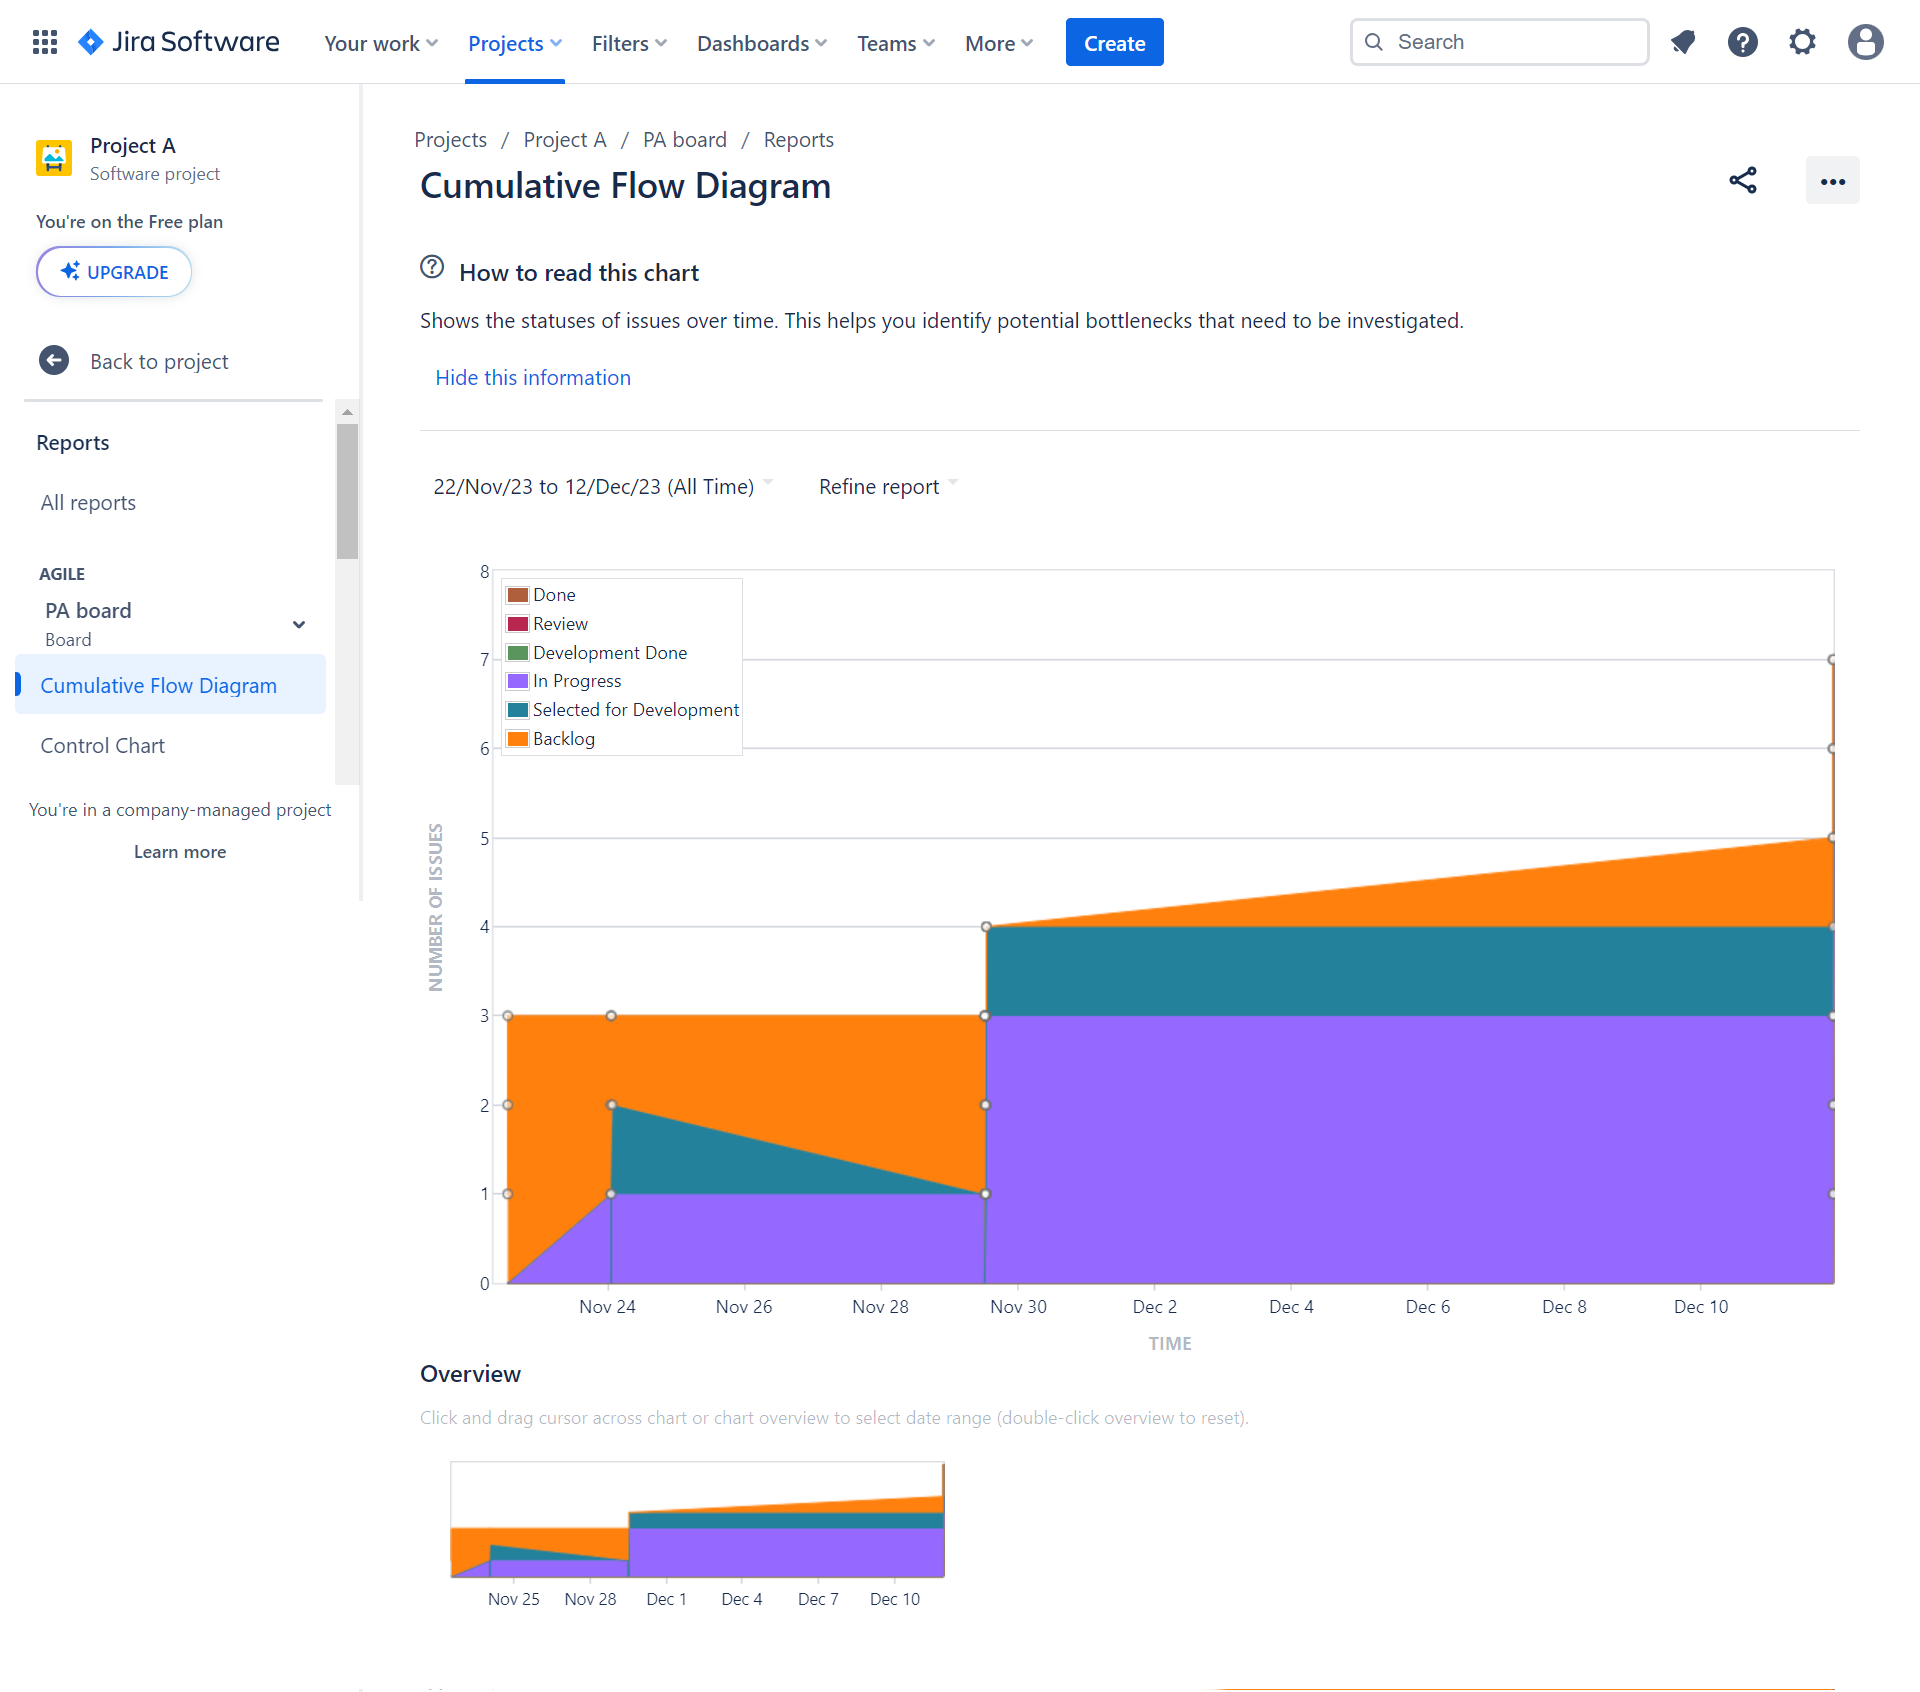 Jira Software Your work Projects Filters Dashboards Teams More Create Search
Project A
Software project
You're on the Free plan
UPGRADE
Back to project
Reports
All reports
AGILE
PA board
Board
Cumulative Flow Diagram
Control Chart
You're in a company-managed project
Learn more
Projects / Project A / PA board / Reports
Cumulative Flow Diagram
How to read this chart
Shows the statuses of issues over time. This helps you identify potential bottlenecks that need to be investigated.
Hide this information
22/Nov/23 to 12/Dec/23 (All Time) Refine report
8
7
6
5
4
3
2
1
0
NUMBER OF ISSUES
Done
Review
Development Done
In Progress
Selected for Development
Backlog
Nov 24 Nov 26 Nov 28 Nov 30 Dec 2 Dec 4 Dec 6 Dec 8 Dec 10
TIME
Overview
Click and drag cursor across chart or chart overview to select date range (double-click overview to reset).
Nov 25 Nov 28 Dec 1 Dec 4 Dec 7 Dec 10